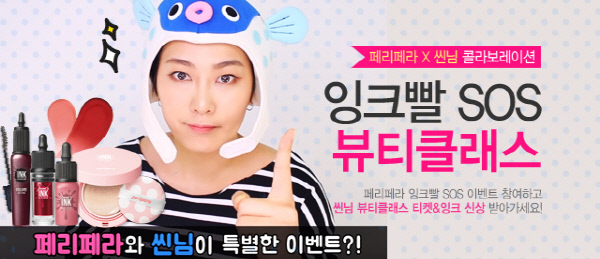 페리페라 X 씬님 콜라보레이션
잉크빨 SOS
뷰티클래스
페리페라 잉크빨 SOS 이벤트 참여하고
씬님 뷰티클래스 티켓&잉크 신상 받아가세요!
INK
INK
INK
페리페라와 씬님이 특별한 이벤트?!